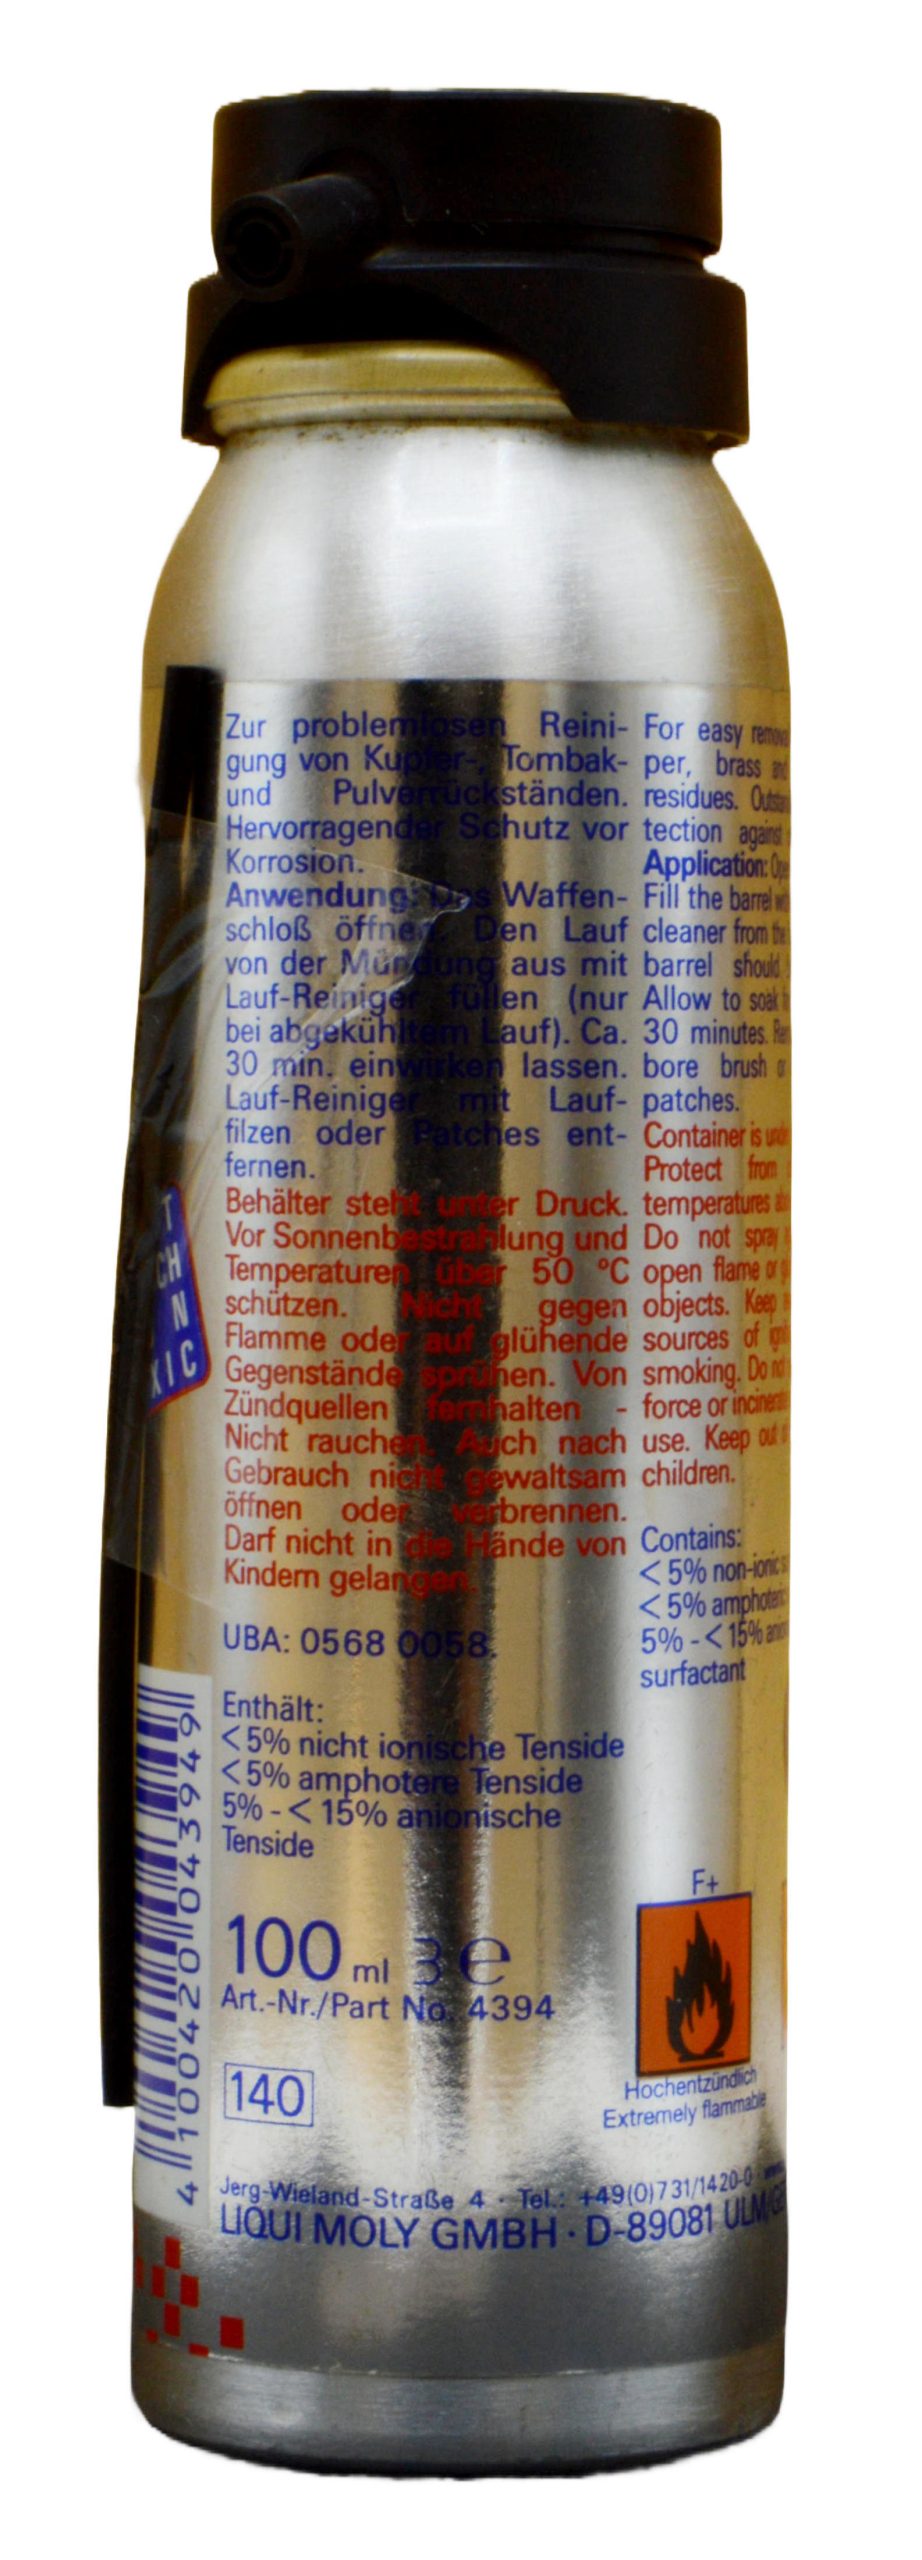 Zur problemlosen Reini-
gung von Kupfer-, Tombak-
und Pulverrückständen.
Hervorragender Schutz vor
Korrosion.
Anwendung: Das Waffen-
schloß öffnen. Den Lauf
von der Mündung aus mit
Lauf-Reiniger füllen (nur
bei abgekühltem Lauf). Ca.
30 min. einwirken lassen.
Lauf-Reiniger mit Lauf-
filzen oder Patches ent-
fernen.
Behälter steht unter Druck.
Vor Sonnenbestrahlung und
Temperaturen über 50 °C
schützen. Nicht gegen
Flamme oder auf glühende
Gegenstände sprühen. Von
Zündquellen fernhalten -
Nicht rauchen. Auch nach
Gebrauch nicht gewaltsam
öffnen oder verbrennen.
Darf nicht in die Hände von
Kindern gelangen.
UBA: 0568 0058.
Enthält:
<5% nicht ionische Tenside
<5% amphotere Tenside
5% - < 15% anionische
Tenside
100 ml 3 e
Art.-Nr./Part No. 4394
140
For easy
per, brass and
residues.
tection against
Application:
Fill the barrel
cleaner from the
barrel should
Allow to soak
30 minutes.
bore brush or
patches.
Container is
Protect from
temperatures
Do not spray
open flame or
objects. Keep
sources of
smoking. Do not
force or
use. Keep out
children.
Contains:
<5% non-ionic
<5%
5% - < 15%
surfactant
F+
Hochentzündlich
Extremely flammable
Jerg-Wieland-Straße 4 · Tel.: +49(0)731/1420-0
LIQUI MOLY GMBH · D-89081 ULM
T
CH
N
XIC
4 100420 043949